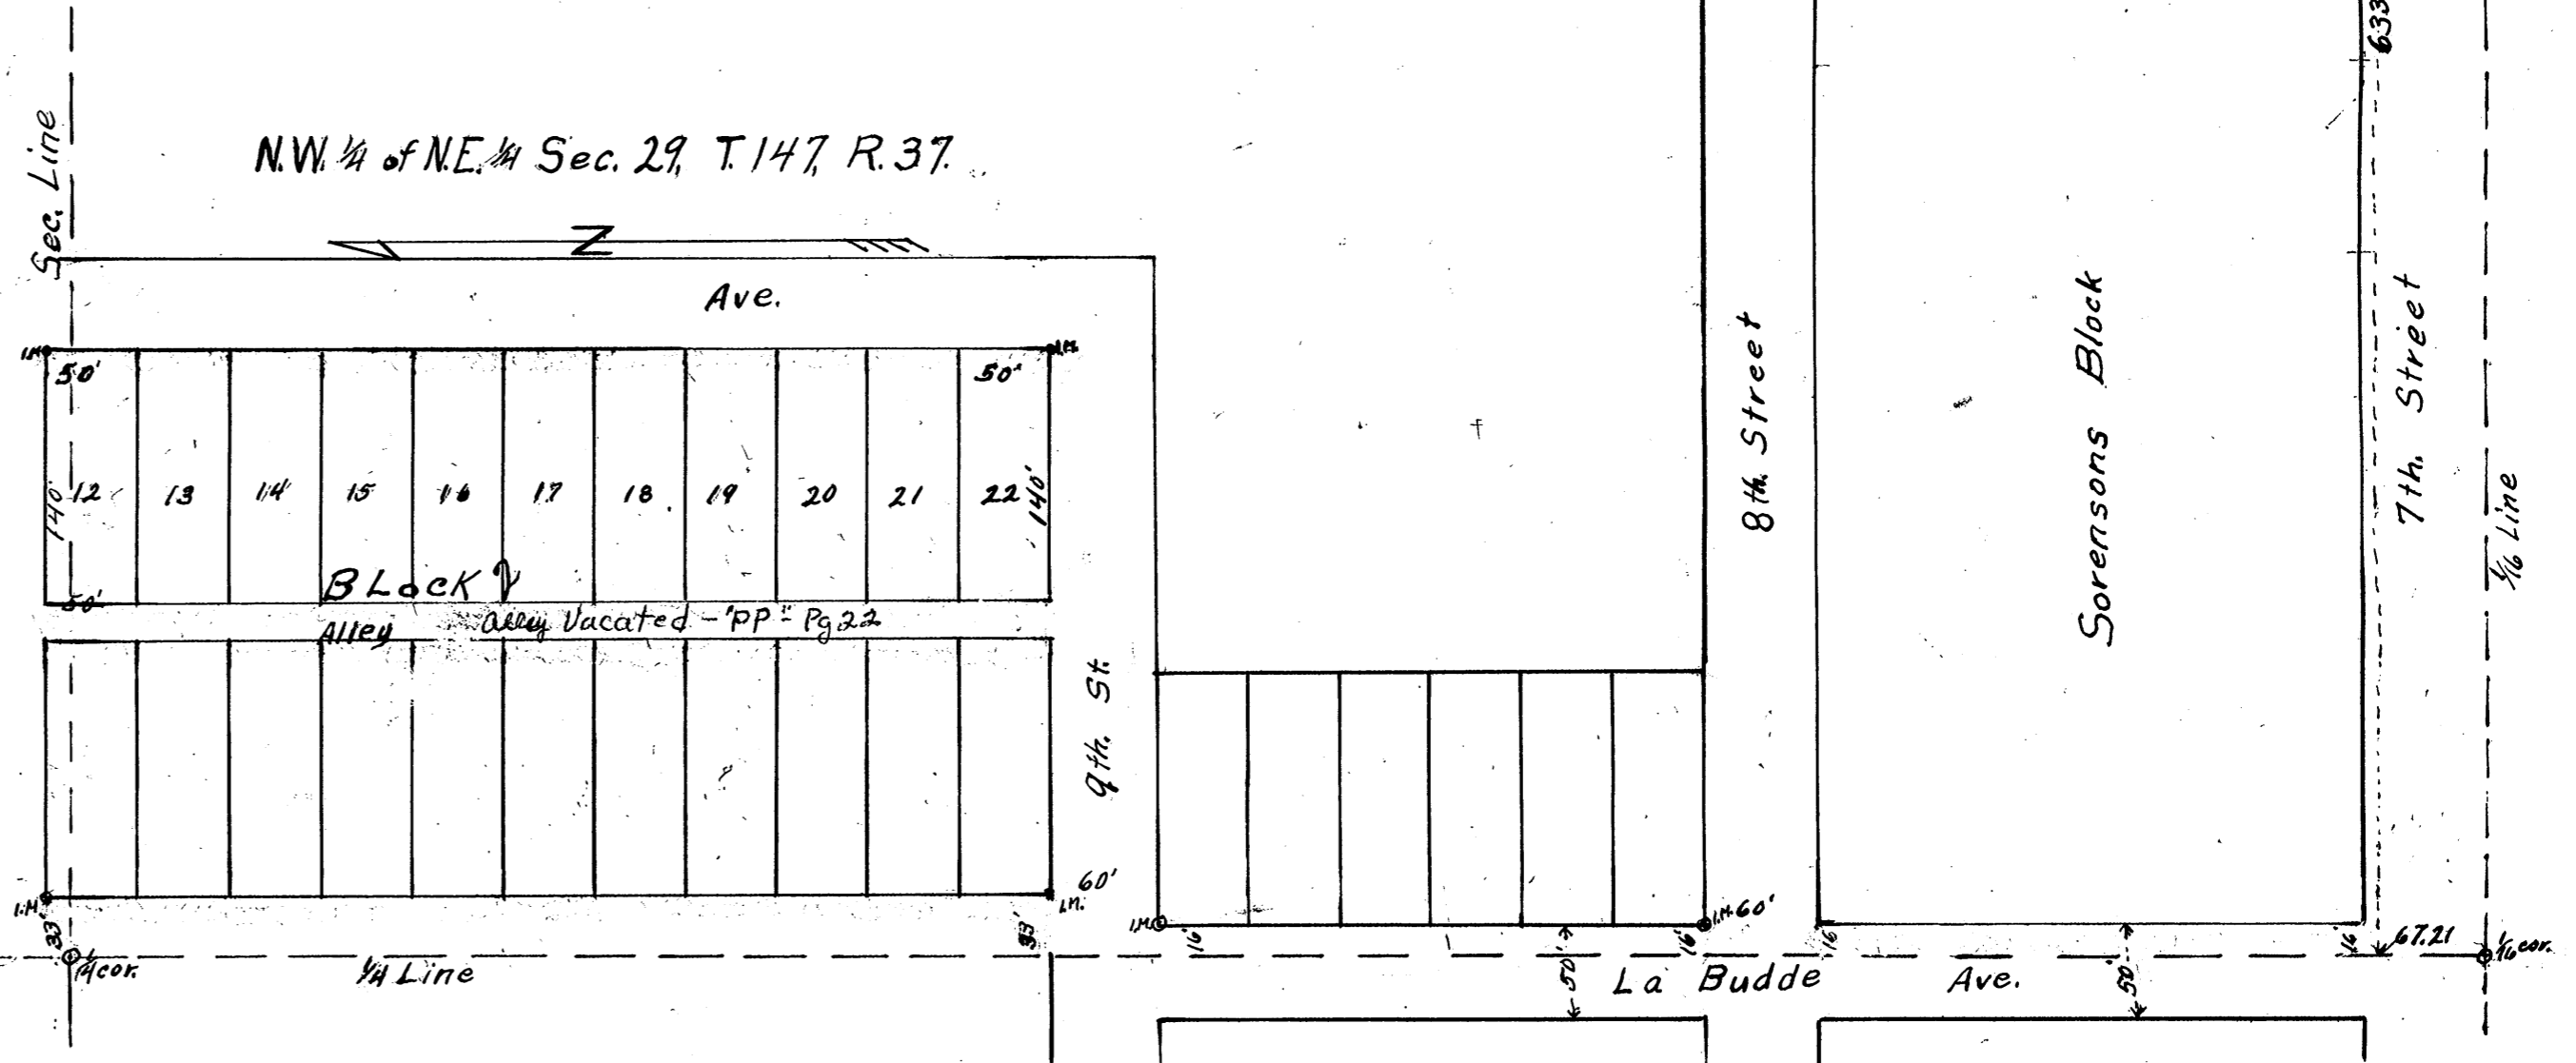 633
Sec. Line
N.W. 1/4 of N.E. 1/4 Sec. 29, T. 147, R. 37.
N
Ave.
I.M. I.M.
50' 50'
140' 12 13 14 15 16 17 18 19 20 21 22 140'
50'
BLock 2
Alley Alley Vacated - "PP" - Pg 22
9th. St.
8th. Street
Sorensons Block
7th. Street
1/16 Line
I.M. 60' I.M.
33' 33'
I.M. 16' 16' I.M. 60'
16' 16' 67.21
1/4 cor. 1/4 Line
50' La Budde Ave. 50'
1/16 cor.